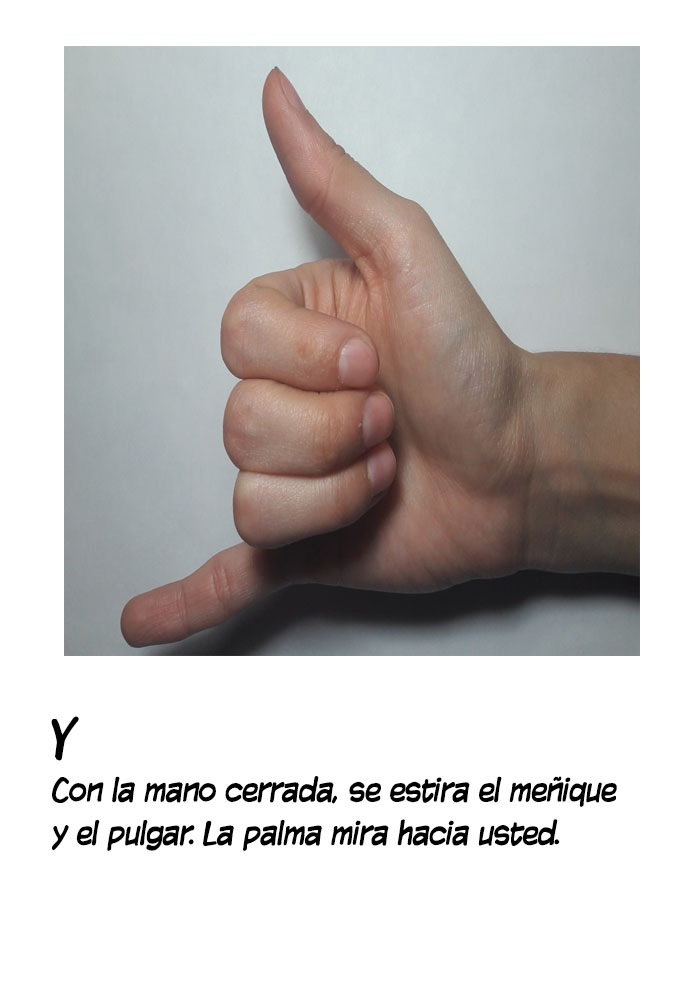 Y
Con la mano cerrada, se estira el meñique
y el pulgar. La palma mira hacia usted.